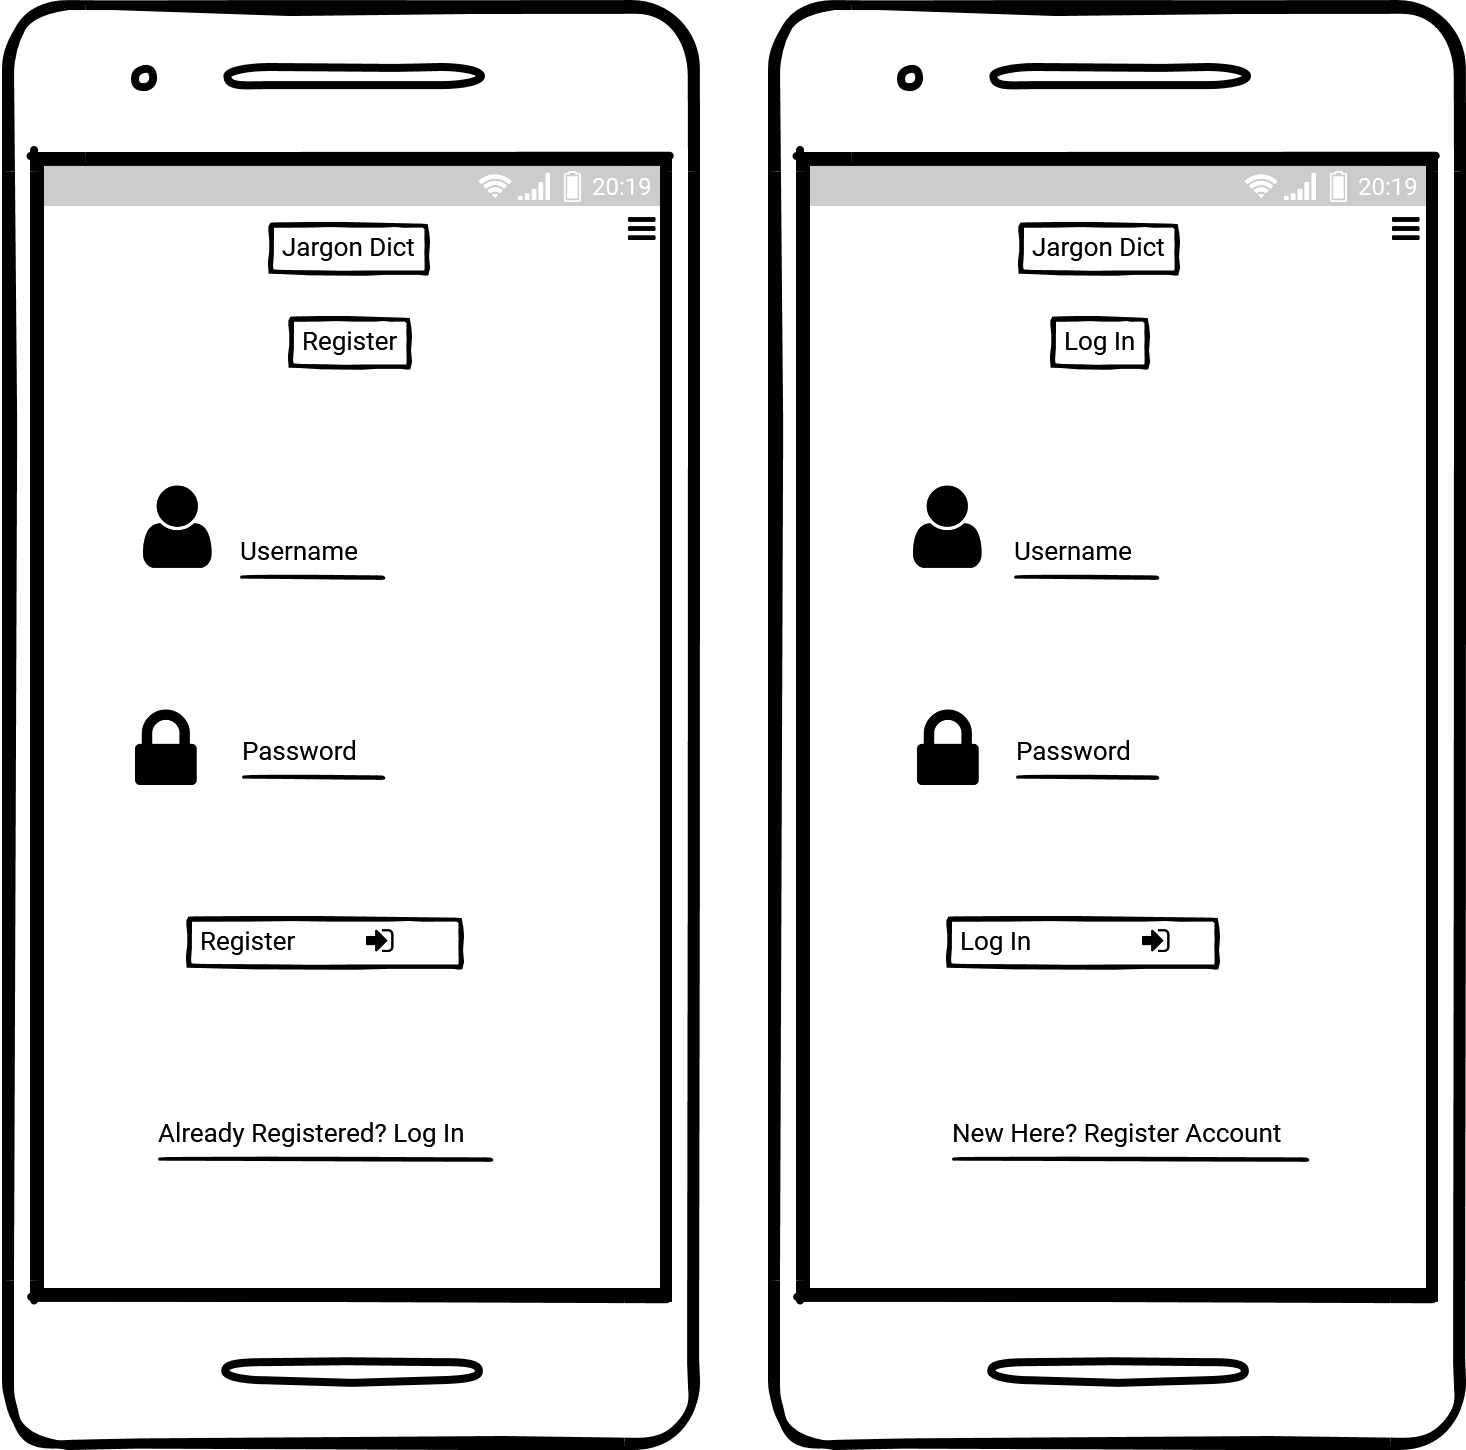 20:19
Jargon Dict
Register
Username
Password
Register
Already Registered? Log In
20:19
Jargon Dict
Log In
Username
Password
Log In
New Here? Register Account